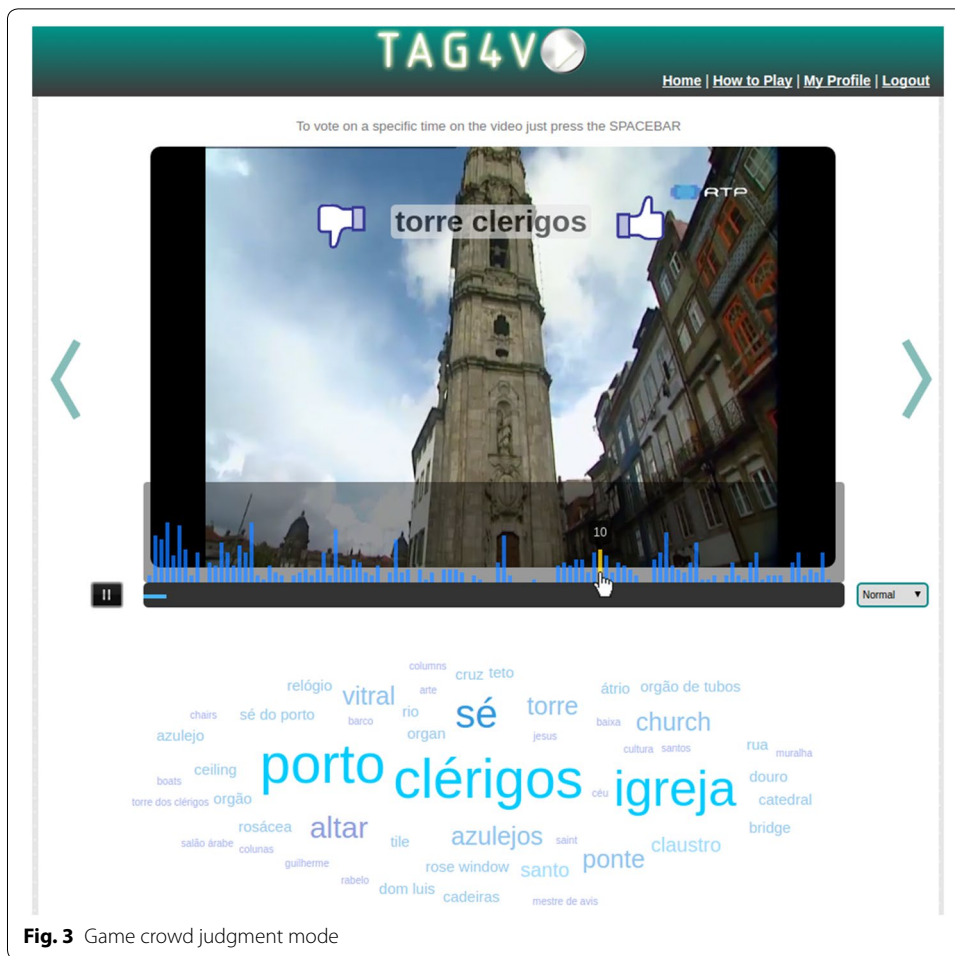 TAG4V
Home | How to Play | My Profile | Logout
To vote on a specific time on the video just press the SPACEBAR
RTP
torre clerigos
10
Normal
columns
cruz teto
relógio vitral arte átrio orgão de tubos
chairs sé do porto barco rio sé torre baixa church
azulejo organ jesus cultura santos rua muralha
ceiling porto clérigos igreja douro
boats céu
torre dos clérigos orgão catedral
rosácea altar tile azulejos saint bridge
salão árabe colunas claustro
guilherme rose window santo ponte
rabelo dom luis cadeiras mestre de avis
Fig. 3 Game crowd judgment mode